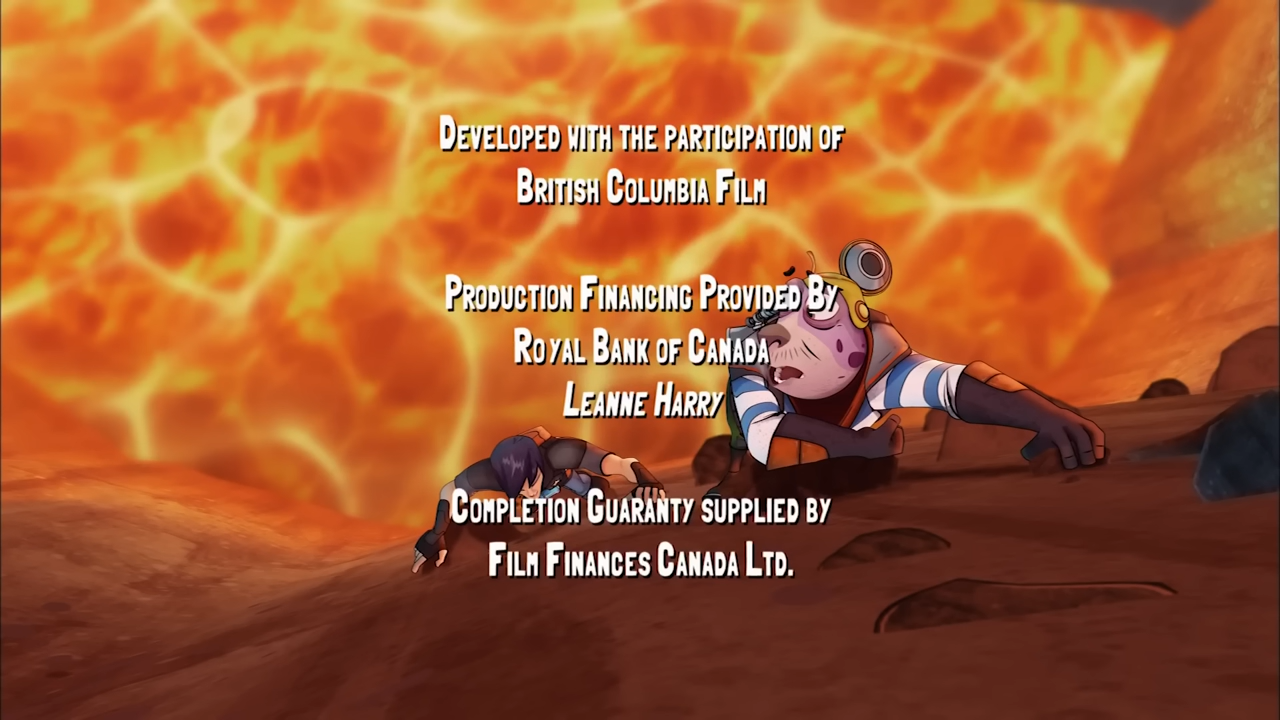 Developed with the participation of
British Columbia Film
Production Financing Provided By
Royal Bank of Canada
Leanne Harry
Completion Guaranty supplied by
Film Finances Canada Ltd.